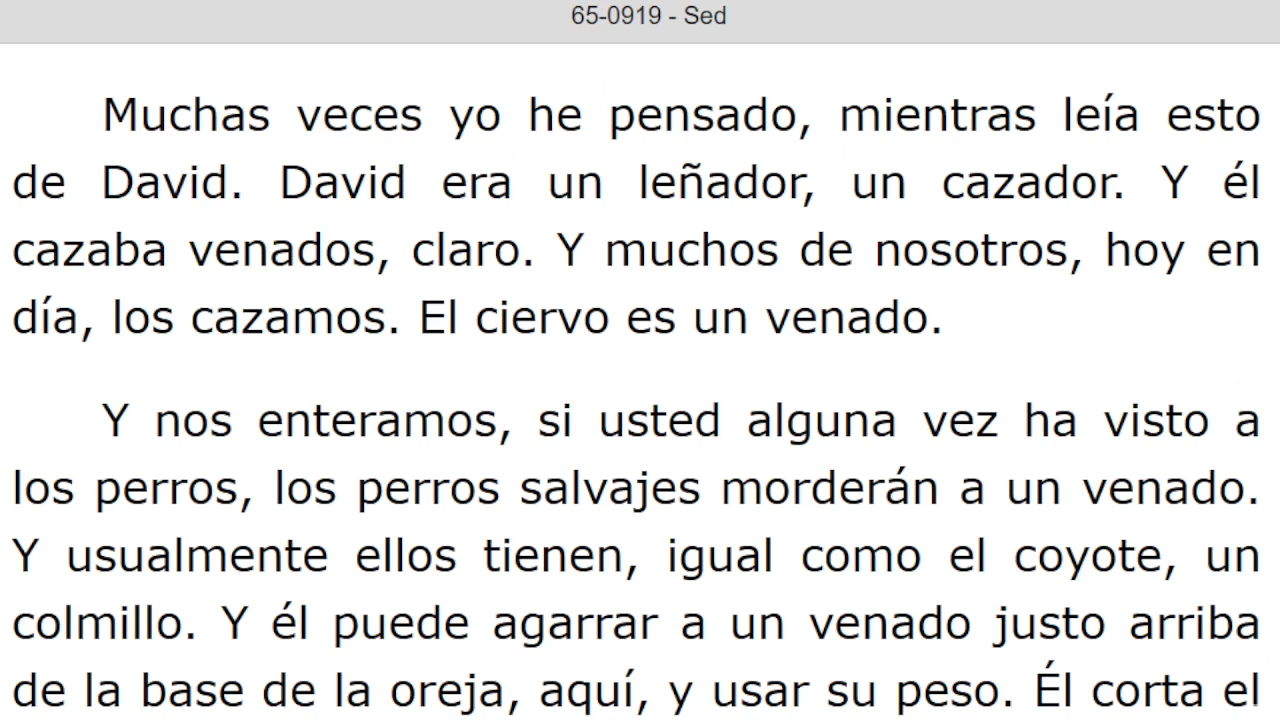 65-0919 - Sed
Muchas veces yo he pensado, mientras leía esto
de David. David era un leñador, un cazador. Y él
cazaba venados, claro. Y muchos de nosotros, hoy en
día, los cazamos. El ciervo es un venado.
Y nos enteramos, si usted alguna vez ha visto a
los perros, los perros salvajes morderán a un venado.
Y usualmente ellos tienen, igual como el coyote, un
colmillo. Y él puede agarrar a un venado justo arriba
de la base de la oreja, aquí, y usar su peso. Él corta el